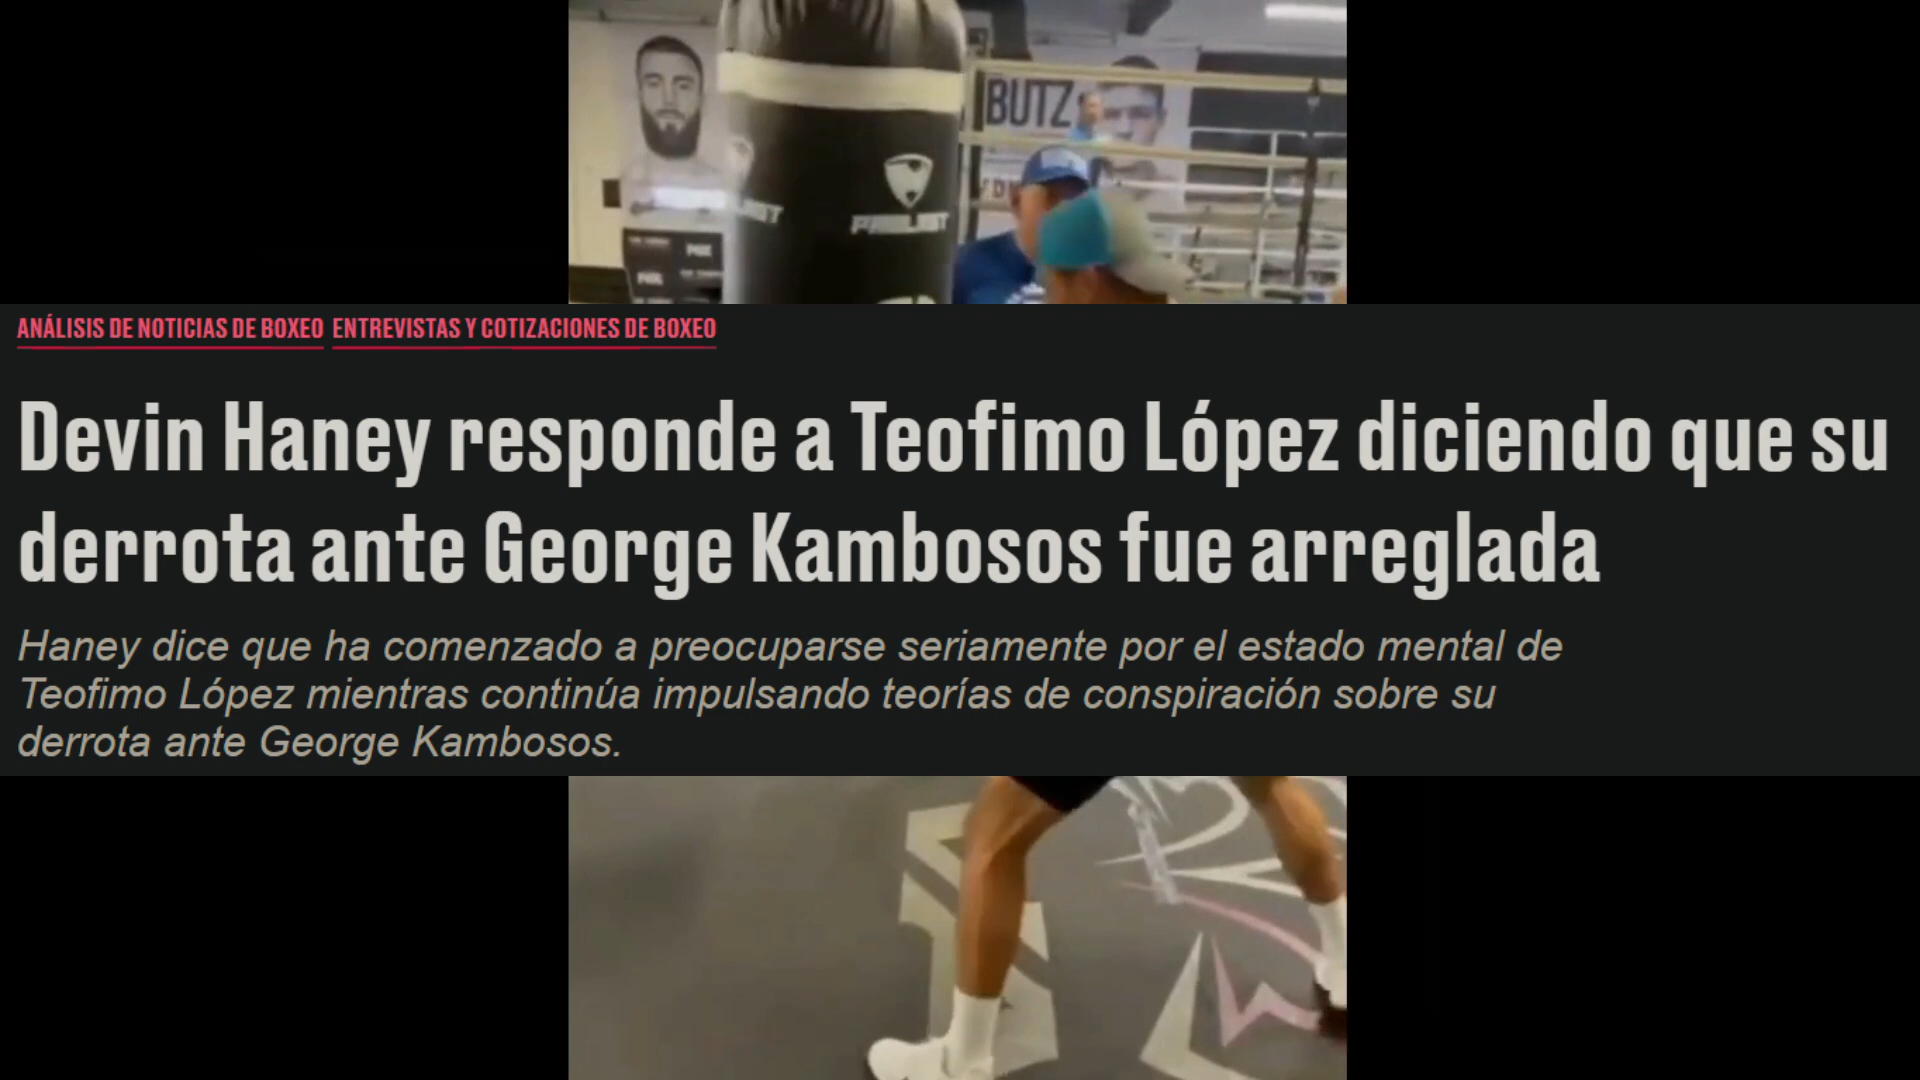 BUTZ
PROLAST
ANÁLISIS DE NOTICIAS DE BOXEO ENTREVISTAS Y COTIZACIONES DE BOXEO
Devin Haney responde a Teofimo López diciendo que su
derrota ante George Kambosos fue arreglada
Haney dice que ha comenzado a preocuparse seriamente por el estado mental de
Teofimo López mientras continúa impulsando teorías de conspiración sobre su
derrota ante George Kambosos.